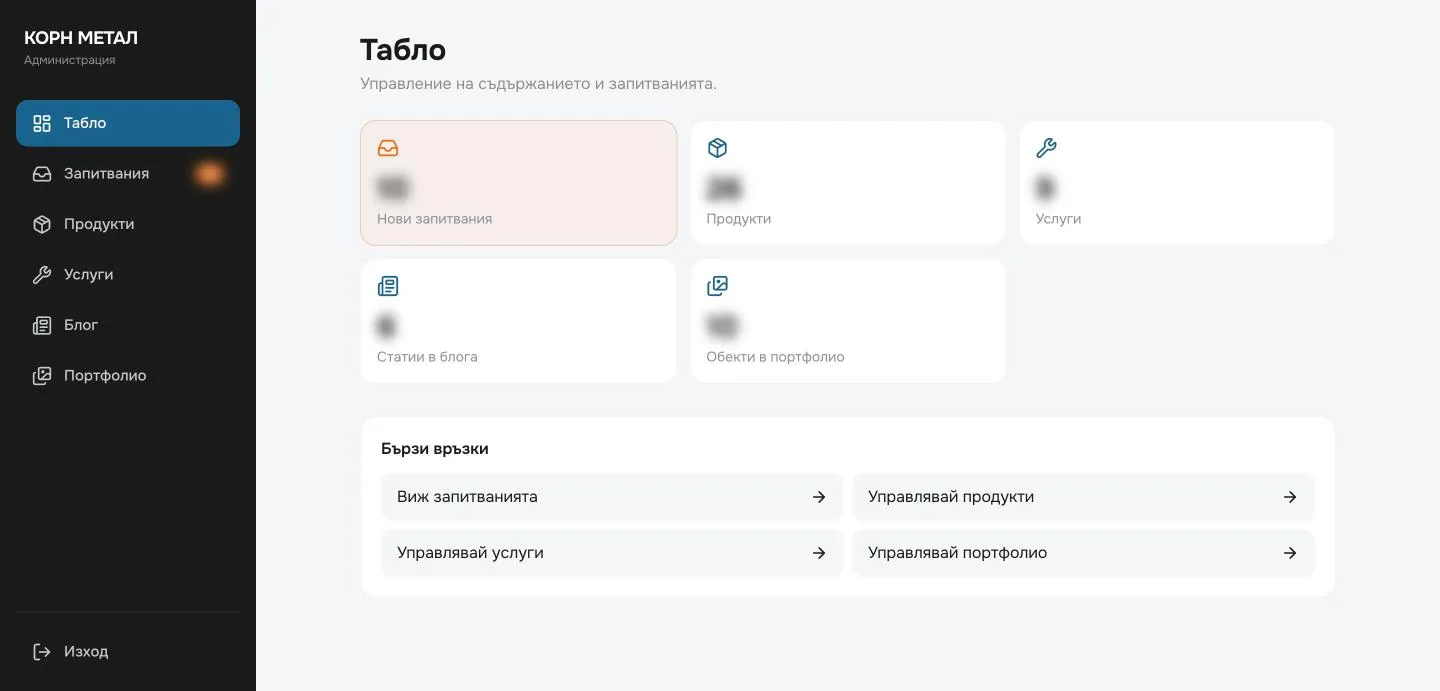 КОРН МЕТАЛ
Администрация
Табло
Запитвания
Продукти
Услуги
Блог
Портфолио
Изход
Табло
Управление на съдържанието и запитванията.
Нови запитвания
Продукти
Услуги
Статии в блога
Обекти в портфолио
Бързи връзки
Виж запитванията
Управлявай продукти
Управлявай услуги
Управлявай портфолио